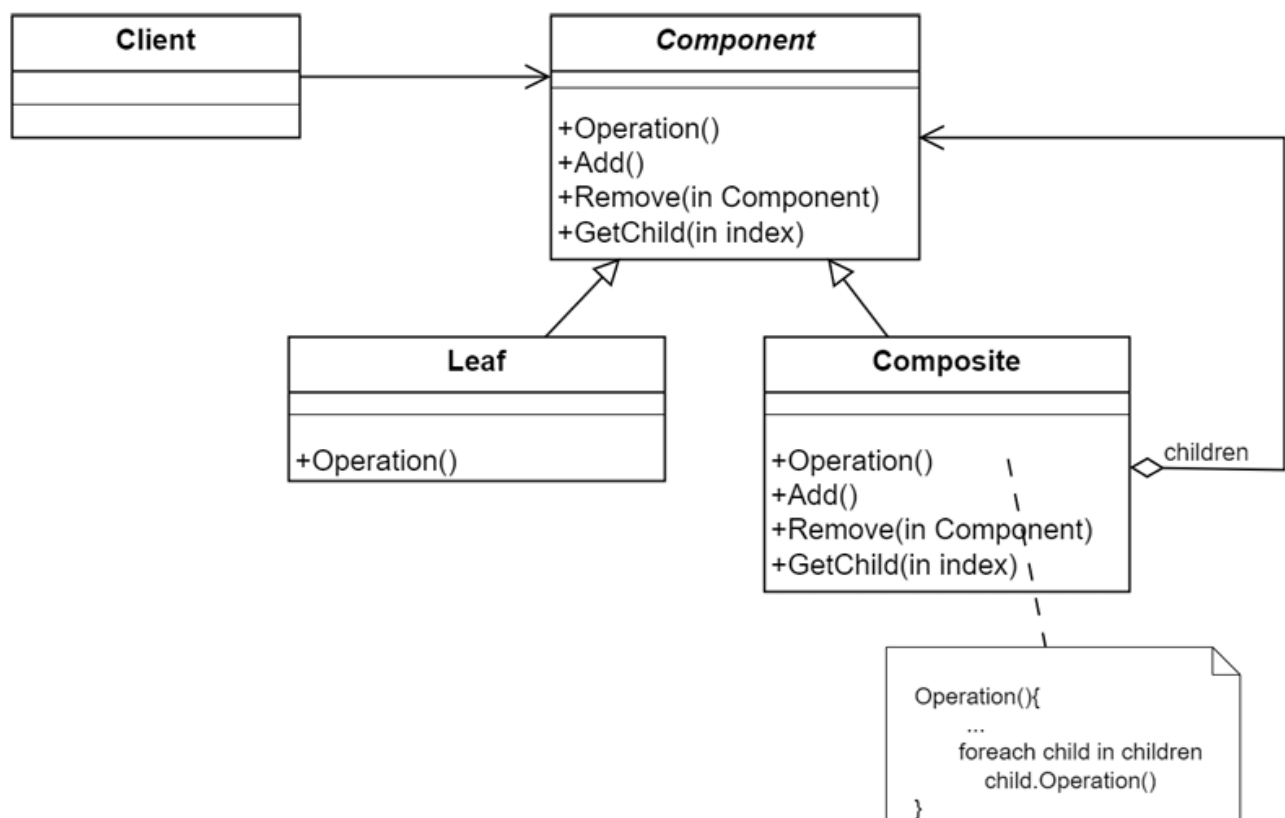 Client
Component
+Operation()
+Add()
+Remove(in Component)
+GetChild(in index)
Leaf
+Operation()
Composite
+Operation()
+Add()
+Remove(in Component)
+GetChild(in index)
children
Operation(){
...
foreach child in children
child.Operation()
}